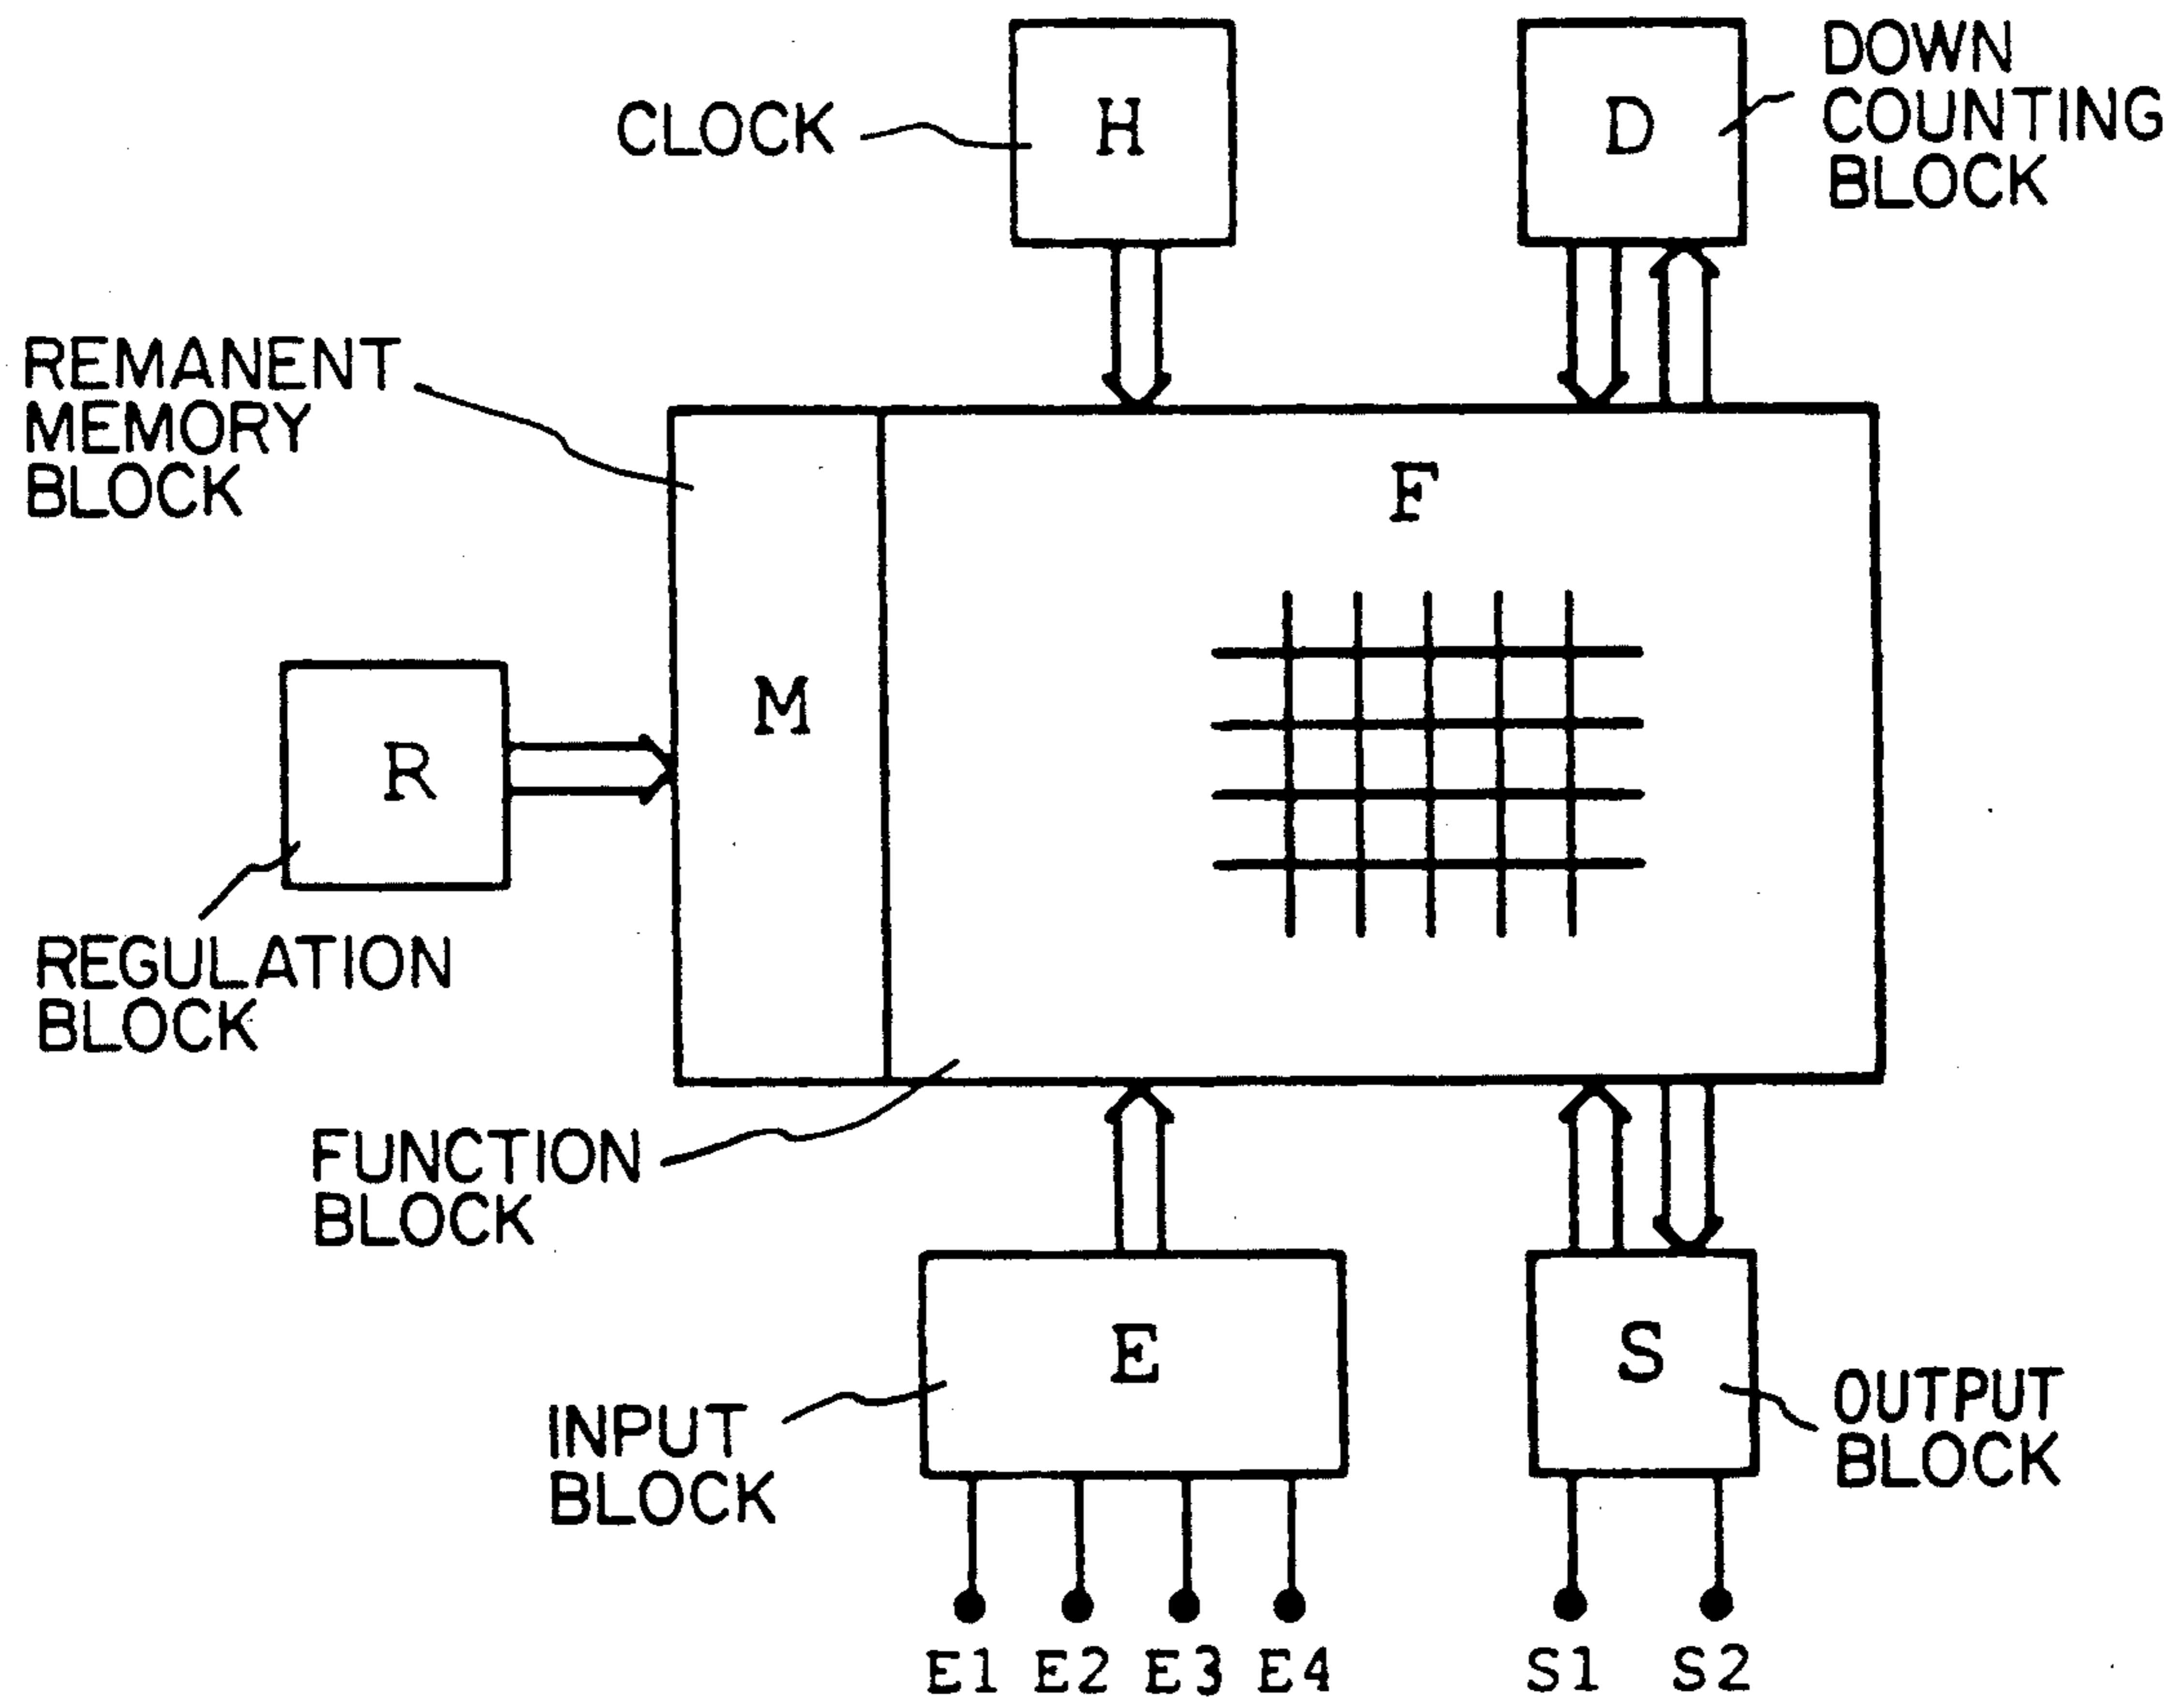 CLOCK
H
D
DOWN
COUNTING
BLOCK
REMANENT
MEMORY
BLOCK
F
M
R
REGULATION
BLOCK
FUNCTION
BLOCK
E
S
INPUT
BLOCK
OUTPUT
BLOCK
E1 E2 E3 E4 S1 S2